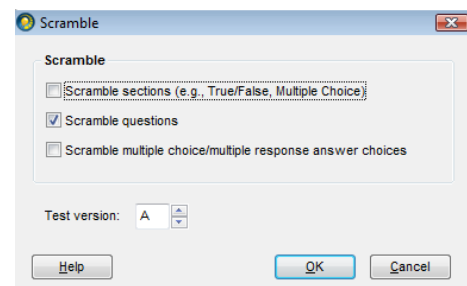 Scramble
Scramble
Scramble sections (e.g., True/False, Multiple Choice)
Scramble questions
Scramble multiple choice/multiple response answer choices
Test version: A
Help OK Cancel